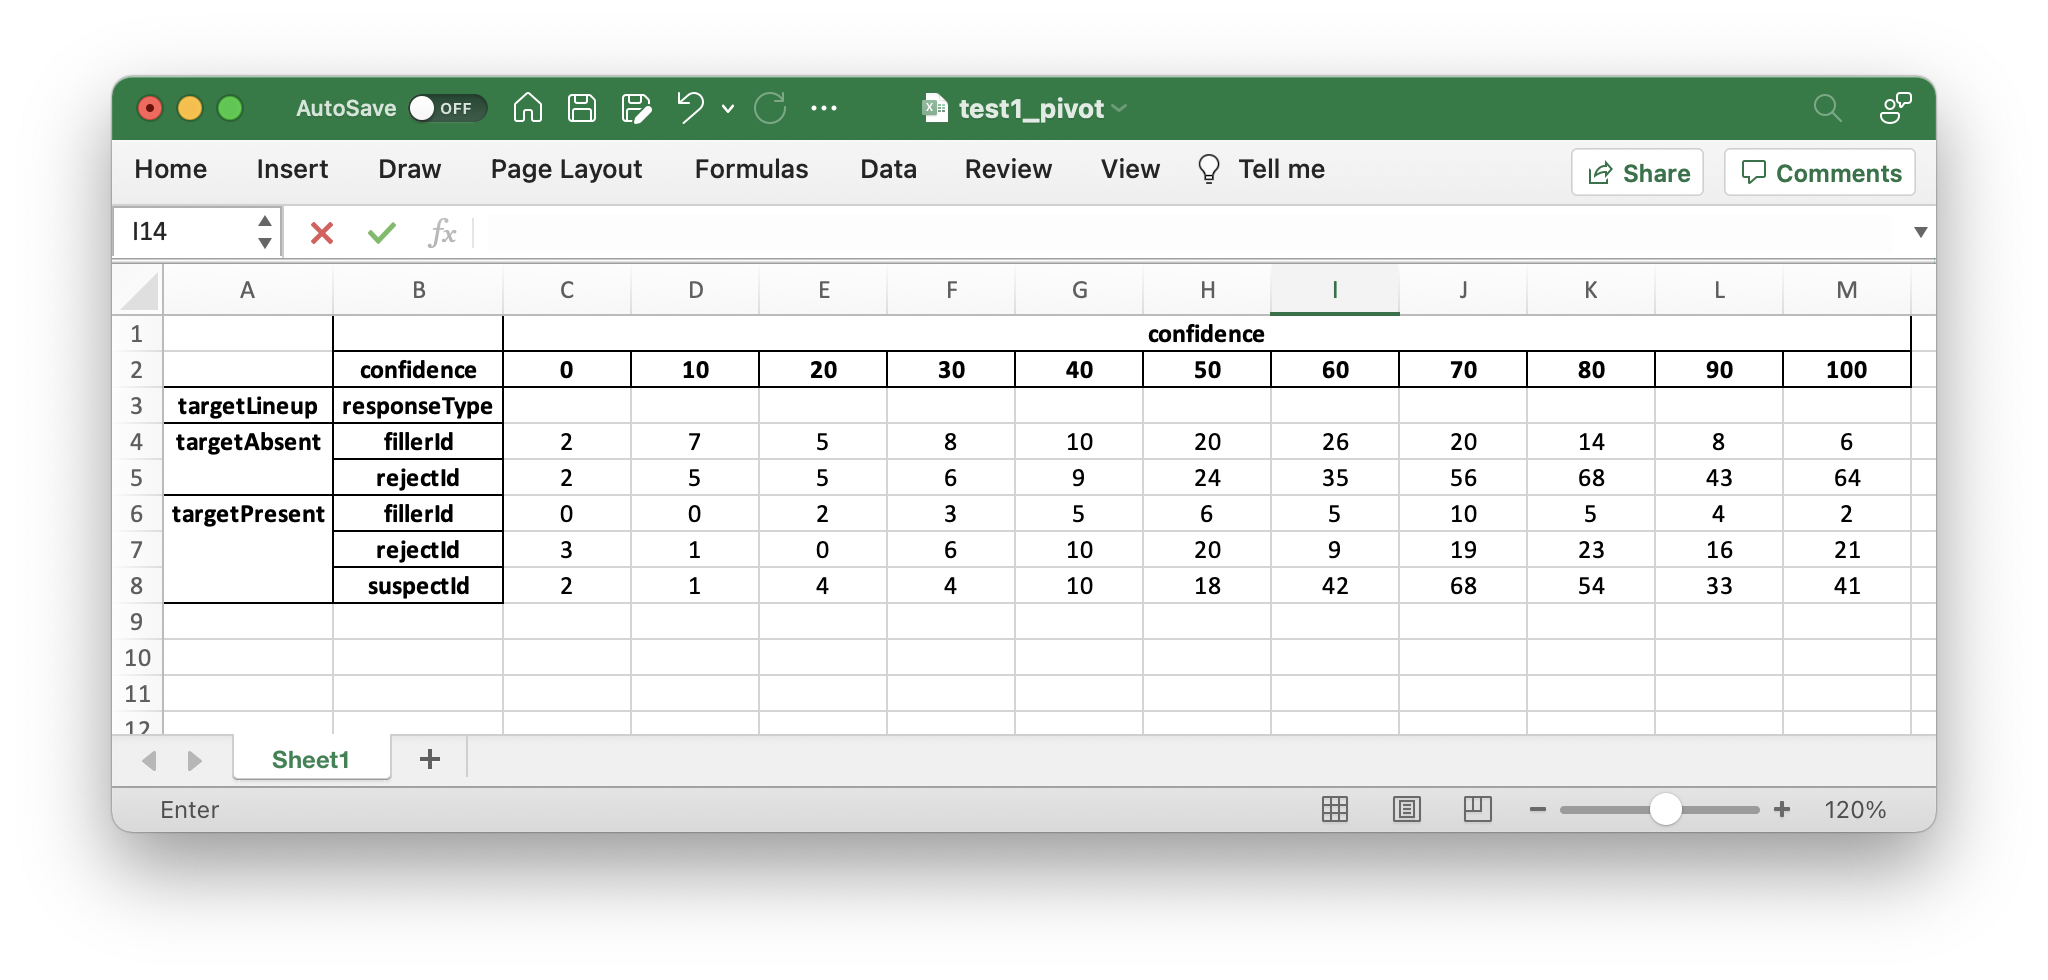 AutoSave OFF test1_pivot
Home Insert Draw Page Layout Formulas Data Review View Tell me Share Comments
I14 fx
A B C D E F G H I J K L M
1 confidence
2 confidence 0 10 20 30 40 50 60 70 80 90 100
3 targetLineup responseType
4 targetAbsent fillerId 2 7 5 8 10 20 26 20 14 8 6
5 rejectId 2 5 5 6 9 24 35 56 68 43 64
6 targetPresent fillerId 0 0 2 3 5 6 5 10 5 4 2
7 rejectId 3 1 0 6 10 20 9 19 23 16 21
8 suspectId 2 1 4 4 10 18 42 68 54 33 41
9
10
11
12
Sheet1 +
Enter 120%